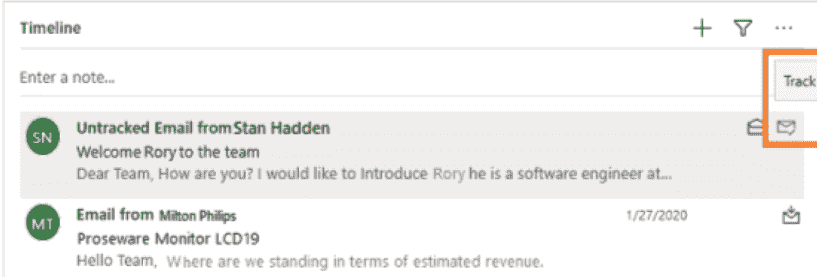 Timeline
Enter a note...
Track
SN
Untracked Email from Stan Hadden
Welcome Rory to the team
Dear Team, How are you? I would like to Introduce Rory he is a software engineer at...
MT
Email from Milton Philips
1/27/2020
Proseware Monitor LCD19
Hello Team, Where are we standing in terms of estimated revenue.